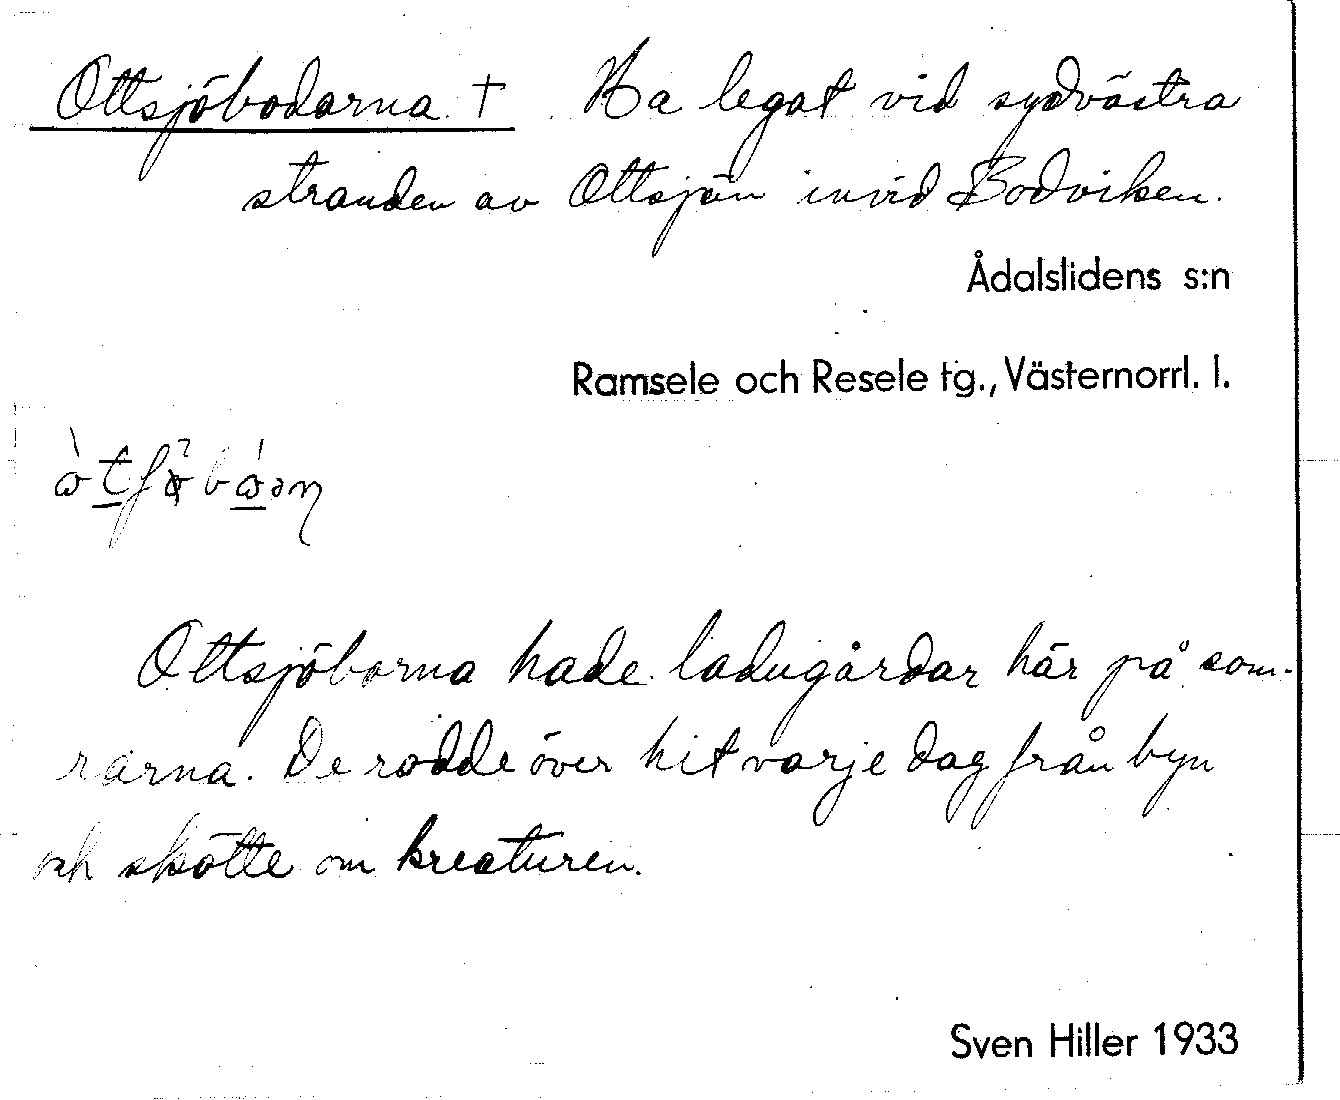 Ottsjöbodarna † Ha legat vid sydvästra
stranden av Ottsjön invid Bodviken.
Ådalslidens s:n
Ramsele och Resele tg., Västernorrl. l.
Ottsjöborna hade ladugårdar här på som-
rarna. De rodde över hit varje dag från byn
och skötte om kreaturen.
Sven Hiller 1933